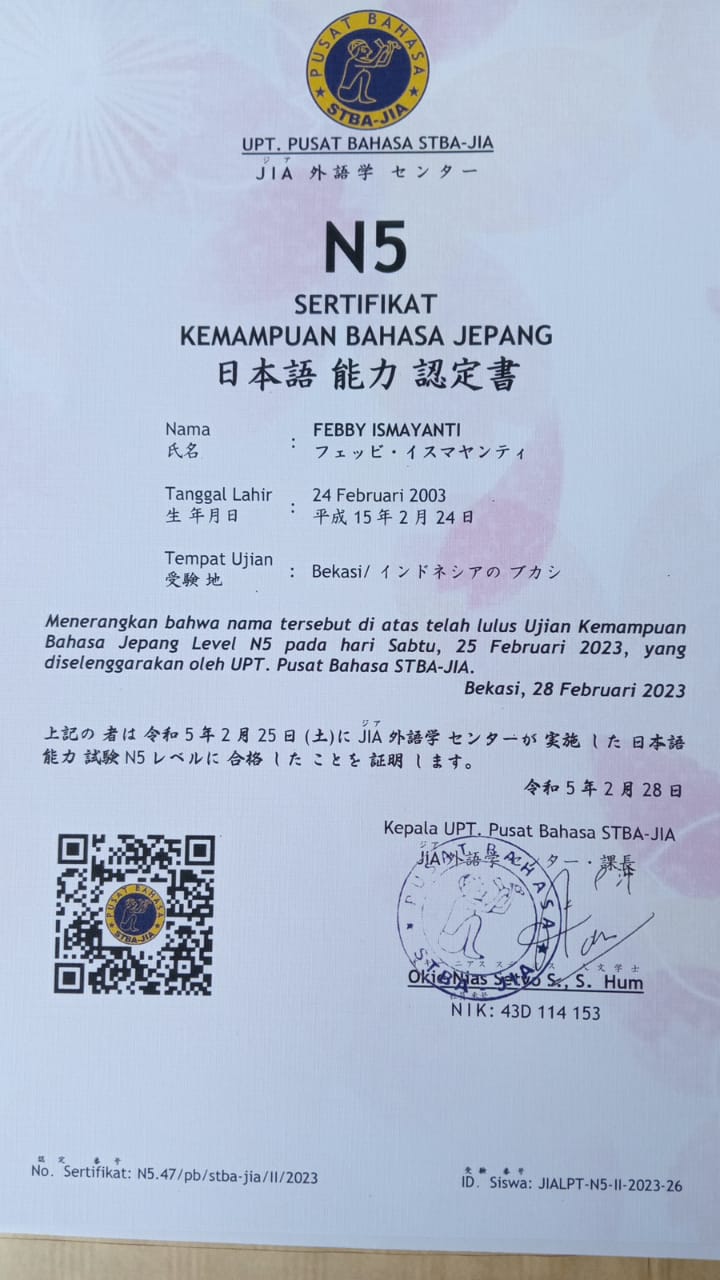 PUSAT BAHASA
STBA-JIA
UPT. PUSAT BAHASA STBA-JIA
ジア
JIA 外語学 センター
N5
SERTIFIKAT
KEMAMPUAN BAHASA JEPANG
日本語 能力 認定書
Nama : FEBBY ISMAYANTI
氏名 フェッビ・イスマヤンティ
Tanggal Lahir : 24 Februari 2003
生 年月日 平成 15 年 2 月 24 日
Tempat Ujian : Bekasi/ インドネシアの ブカシ
受験 地
Menerangkan bahwa nama tersebut di atas telah lulus Ujian Kemampuan
Bahasa Jepang Level N5 pada hari Sabtu, 25 Februari 2023, yang
diselenggarakan oleh UPT. Pusat Bahasa STBA-JIA.
Bekasi, 28 Februari 2023
ジア
上記の 者は 令和 5 年 2 月 25 日 (土)に JIA 外語学 センターが 実施 した 日本語
能力 試験 N5 レベルに 合格 した ことを 証明 します。
令和 5 年 2 月 28 日
Kepala UPT. Pusat Bahasa STBA-JIA
ジア
JIA 外語学 センター・課長
PUSAT BAHASA
STBA-JIA
PUSAT BAHASA
STBA JIA
Okie Nias Setyo S., S. Hum
NIK: 43D 114 153
認定 番号
No. Sertifikat: N5.47/pb/stba-jia/II/2023
受験 番号
ID. Siswa: JIALPT-N5-II-2023-26